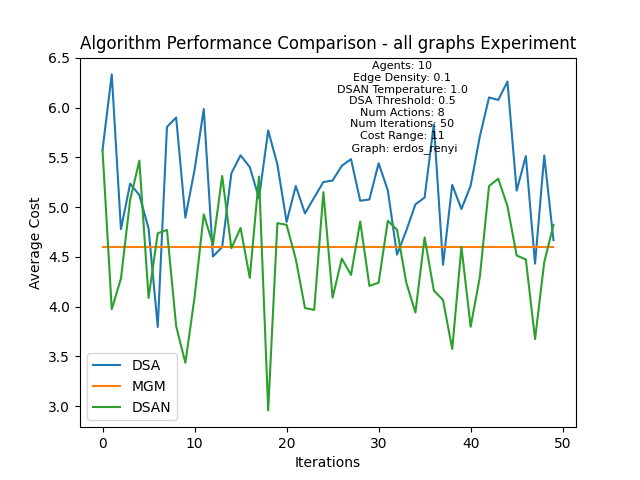 Algorithm Performance Comparison - all graphs Experiment
Agents: 10
Edge Density: 0.1
DSAN Temperature: 1.0
DSA Threshold: 0.5
Num Actions: 8
Num Iterations: 50
Cost Range: 11
Graph: erdos_renyi
6.5
6.0
5.5
5.0
4.5
4.0
3.5
3.0
Average Cost
DSA
MGM
DSAN
0
10
20
30
40
50
Iterations